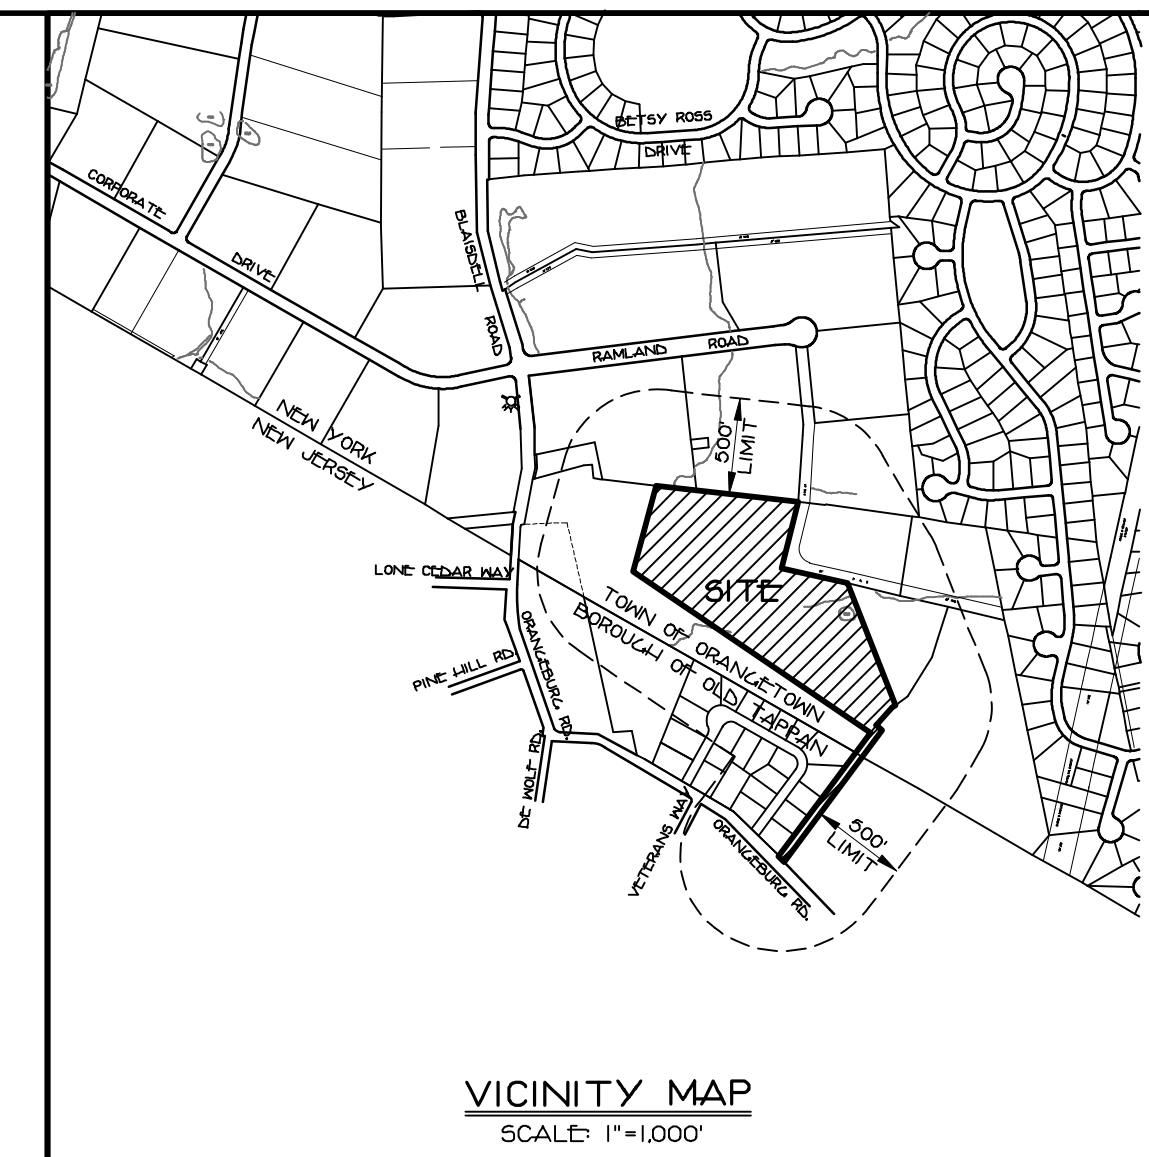 BETSY ROSS
DRIVE
CORPORATE
DRIVE
BLAISDELL
ROAD
RAMLAND ROAD
NEW YORK
NEW JERSEY
500'
LIMIT
LONE CEDAR WAY
SITE
TOWN OF ORANGETOWN
BOROUGH OF OLD TAPPAN
ORANGEBURG RD.
PINE HILL RD
DE WOLF RD.
VETERANS WAY
ORANGEBURG RD.
500'
LIMIT
VICINITY MAP
SCALE: 1"=1,000'